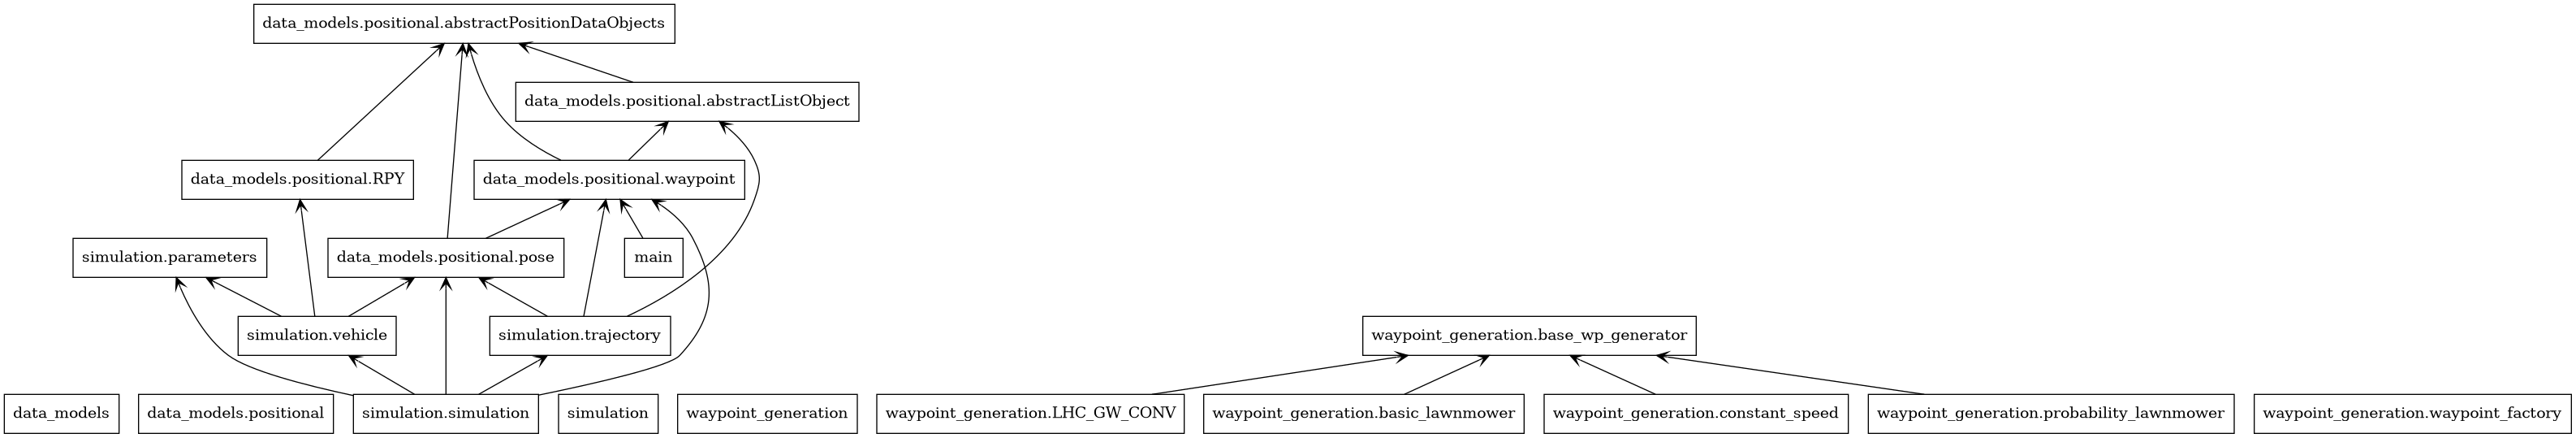 data_models.positional.abstractPositionDataObjects
data_models.positional.abstractListObject
data_models.positional.RPY
data_models.positional.waypoint
simulation.parameters
data_models.positional.pose
main
simulation.vehicle
simulation.trajectory
waypoint_generation.base_wp_generator
data_models
data_models.positional
simulation.simulation
simulation
waypoint_generation
waypoint_generation.LHC_GW_CONV
waypoint_generation.basic_lawnmower
waypoint_generation.constant_speed
waypoint_generation.probability_lawnmower
waypoint_generation.waypoint_factory